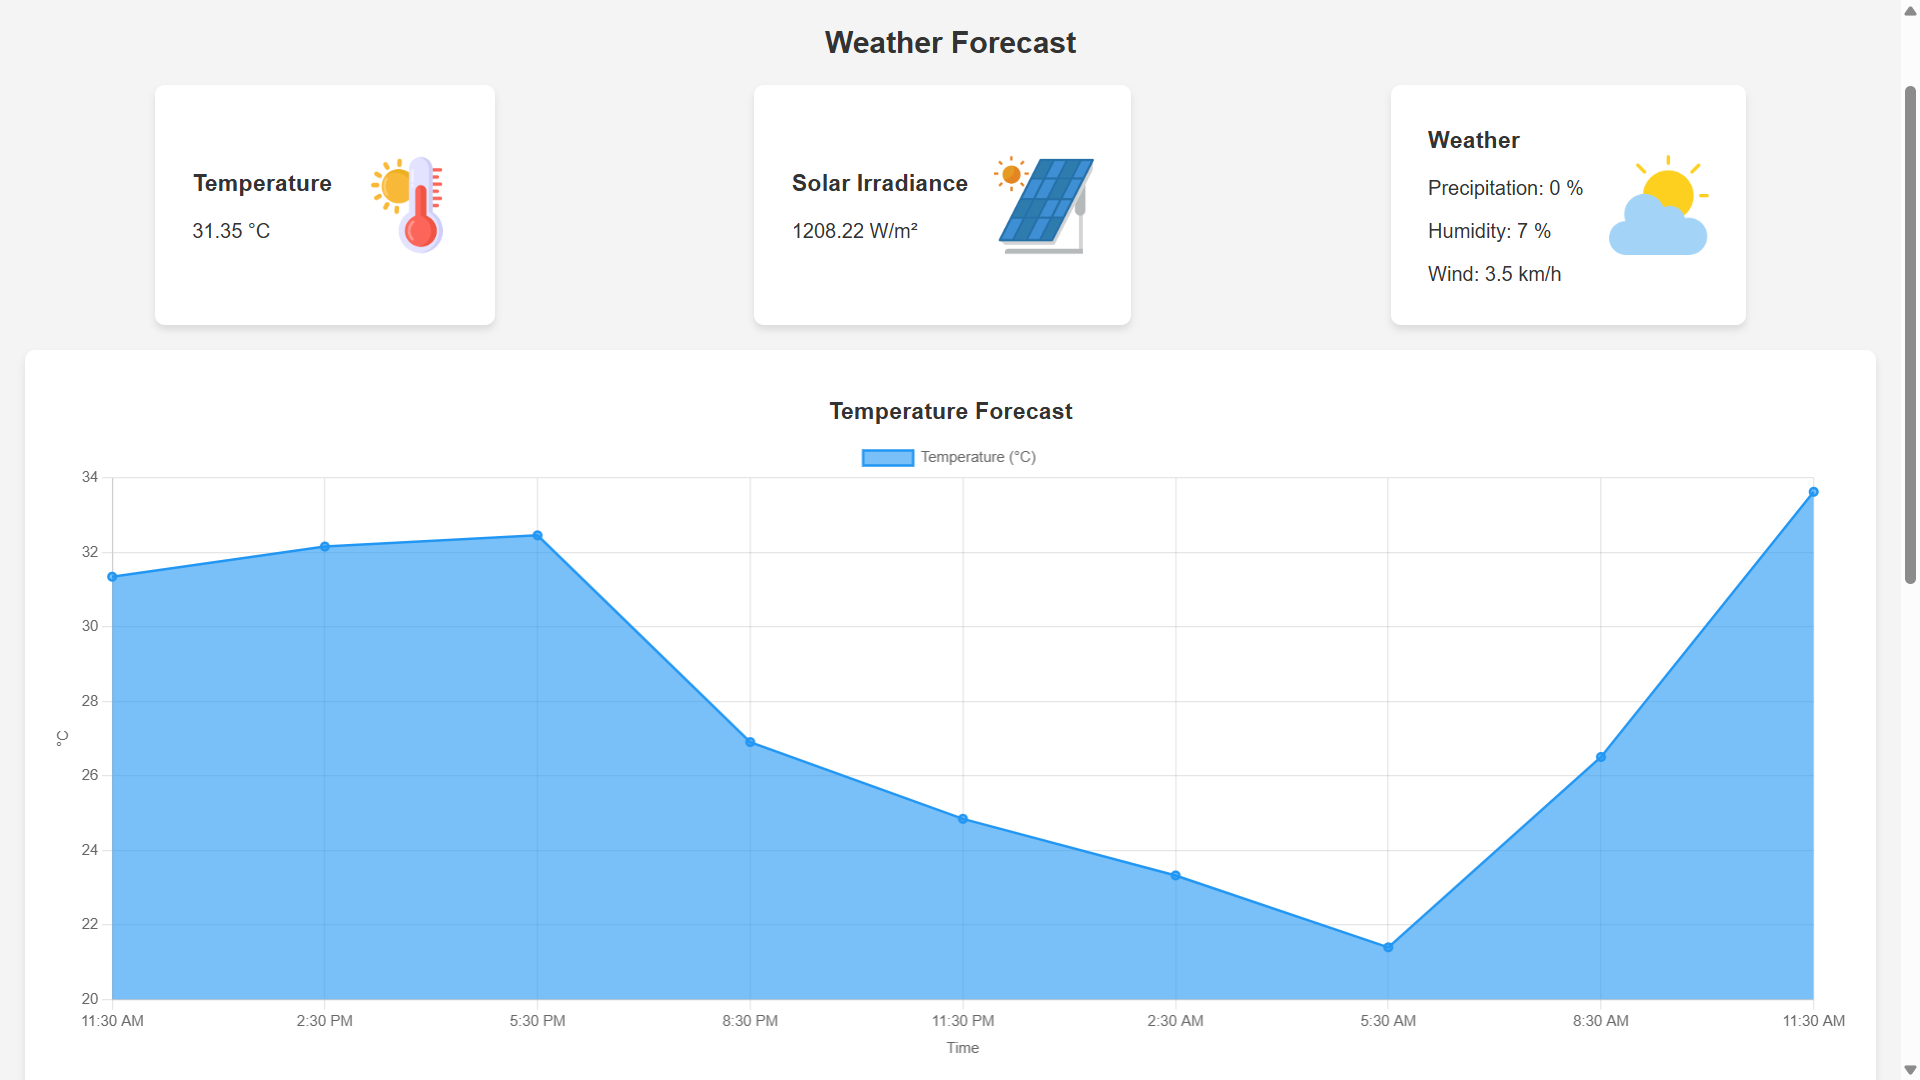 Weather Forecast
Temperature
31.35 °C
Solar Irradiance
1208.22 W/m²
Weather
Precipitation: 0 %
Humidity: 7 %
Wind: 3.5 km/h
Temperature Forecast
Temperature (°C)
34
32
30
28
26
24
22
20
°C
11:30 AM 2:30 PM 5:30 PM 8:30 PM 11:30 PM 2:30 AM 5:30 AM 8:30 AM 11:30 AM
Time